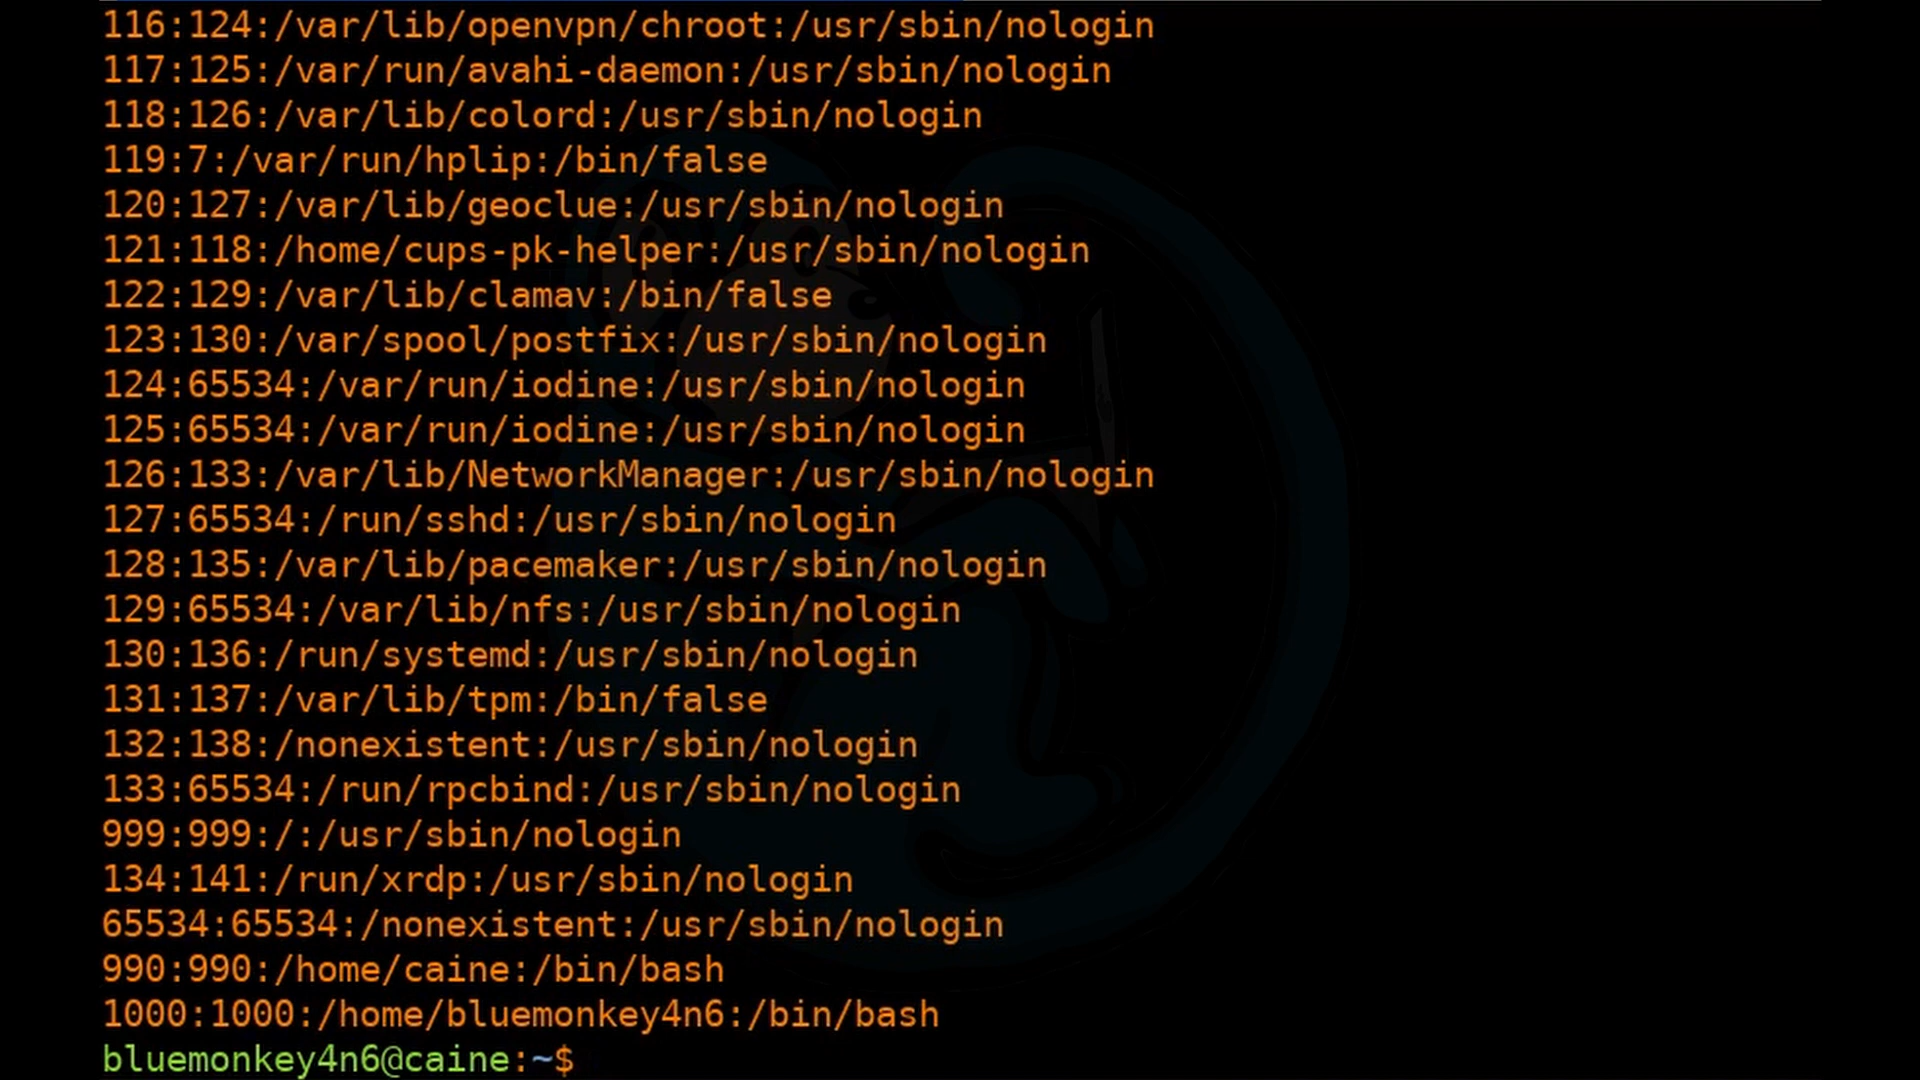 116:124:/var/lib/openvpn/chroot:/usr/sbin/nologin
117:125:/var/run/avahi-daemon:/usr/sbin/nologin
118:126:/var/lib/colord:/usr/sbin/nologin
119:7:/var/run/hplip:/bin/false
120:127:/var/lib/geoclue:/usr/sbin/nologin
121:118:/home/cups-pk-helper:/usr/sbin/nologin
122:129:/var/lib/clamav:/bin/false
123:130:/var/spool/postfix:/usr/sbin/nologin
124:65534:/var/run/iodine:/usr/sbin/nologin
125:65534:/var/run/iodine:/usr/sbin/nologin
126:133:/var/lib/NetworkManager:/usr/sbin/nologin
127:65534:/run/sshd:/usr/sbin/nologin
128:135:/var/lib/pacemaker:/usr/sbin/nologin
129:65534:/var/lib/nfs:/usr/sbin/nologin
130:136:/run/systemd:/usr/sbin/nologin
131:137:/var/lib/tpm:/bin/false
132:138:/nonexistent:/usr/sbin/nologin
133:65534:/run/rpcbind:/usr/sbin/nologin
999:999:/:/usr/sbin/nologin
134:141:/run/xrdp:/usr/sbin/nologin
65534:65534:/nonexistent:/usr/sbin/nologin
990:990:/home/caine:/bin/bash
1000:1000:/home/bluemonkey4n6:/bin/bash
bluemonkey4n6@caine:~$